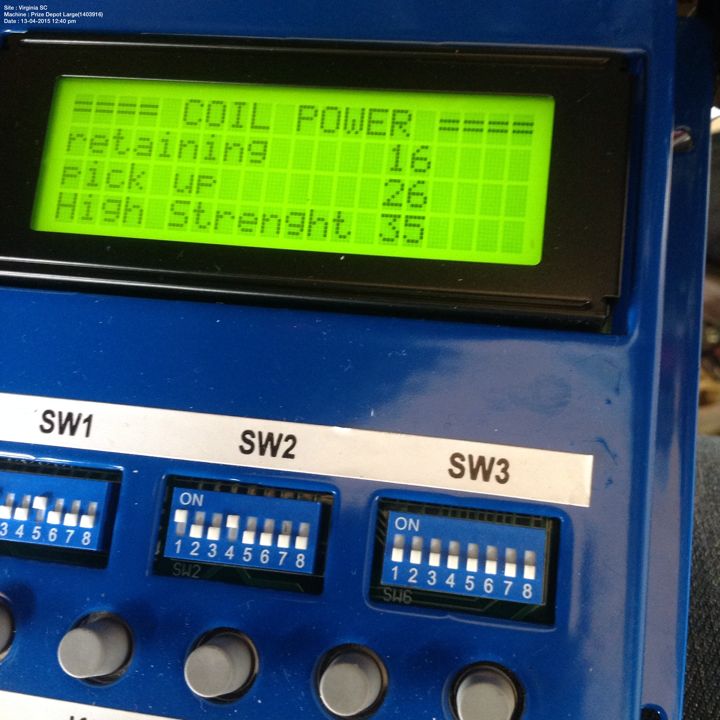 Site : Virginia SC
Machine : Prize Depot Large(1403916)
Date : 13-04-2015 12:40 pm
==== COIL POWER ====
retaining 16
pick up 26
High Strenght 35
SW1
SW2
SW3
3 4 5 6 7 8
ON
1 2 3 4 5 6 7 8
SW2
ON
1 2 3 4 5 6 7 8
SW6